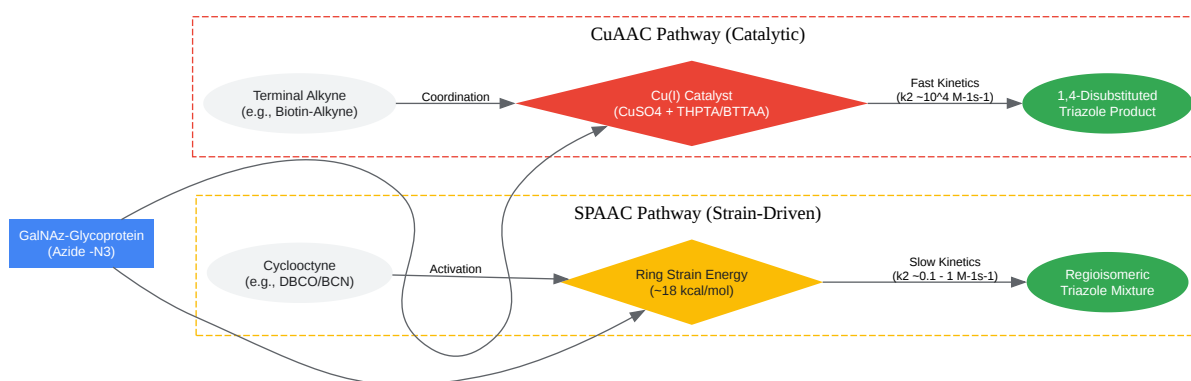 CuAAC Pathway (Catalytic)
Terminal Alkyne
(e.g., Biotin-Alkyne)
Coordination
Cu(I) Catalyst
(CuSO4 + THPTA/BTTAA)
Fast Kinetics
(k2 ~10^4 M-1s-1)
1,4-Disubstituted
Triazole Product
GalNAz-Glycoprotein
(Azide -N3)
SPAAC Pathway (Strain-Driven)
Cyclooctyne
(e.g., DBCO/BCN)
Activation
Ring Strain Energy
(~18 kcal/mol)
Slow Kinetics
(k2 ~0.1 - 1 M-1s-1)
Regioisomeric
Triazole Mixture